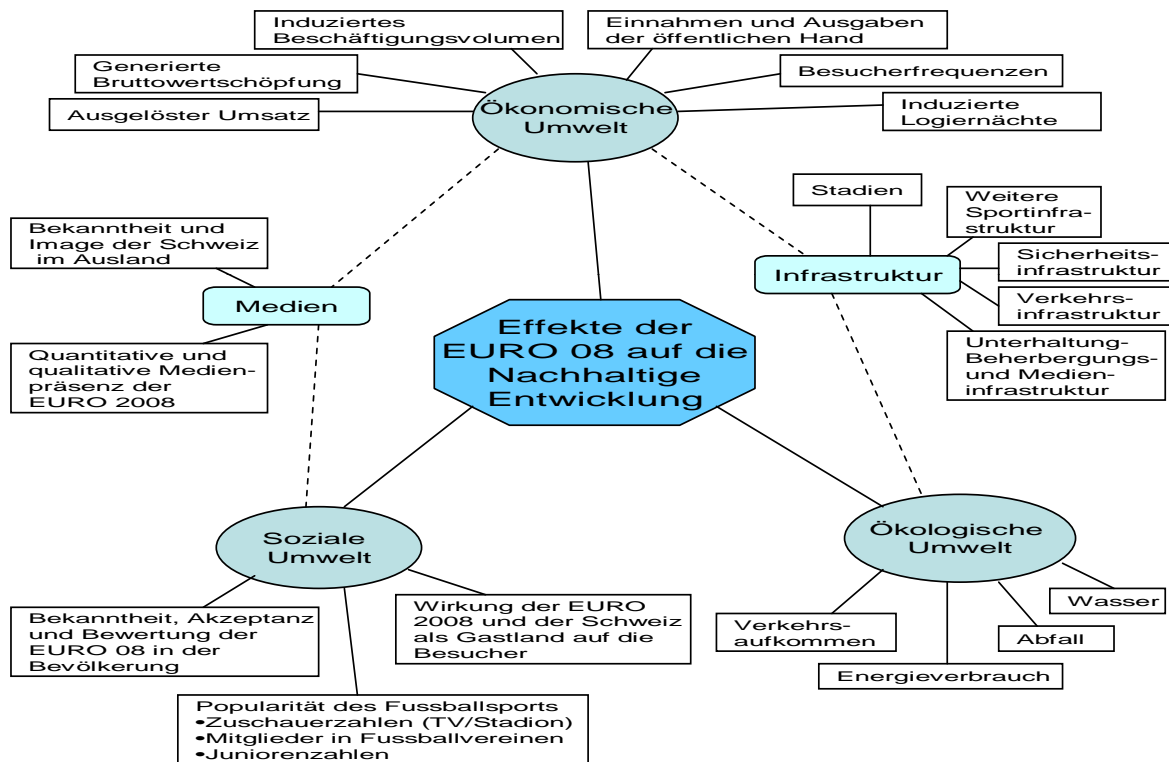 Induziertes
Beschäftigungsvolumen
Einnahmen und Ausgaben
der öffentlichen Hand
Generierte
Bruttowertschöpfung
Besucherfrequenzen
Ausgelöster Umsatz
Ökonomische
Umwelt
Induzierte
Logiernächte
Stadien
Weitere
Sportinfra-
struktur
Bekanntheit und
Image der Schweiz
im Ausland
Infrastruktur
Sicherheits-
infrastruktur
Medien
Verkehrs-
infrastruktur
Effekte der
EURO 08 auf die
Nachhaltige
Entwicklung
Quantitative und
qualitative Medien-
präsenz der
EURO 2008
Unterhaltung-
Beherbergungs-
und Medien-
infrastruktur
Soziale
Umwelt
Ökologische
Umwelt
Bekanntheit, Akzeptanz
und Bewertung der
EURO 08 in der
Bevölkerung
Wirkung der EURO
2008 und der Schweiz
als Gastland auf die
Besucher
Verkehrs-
aufkommen
Wasser
Abfall
Energieverbrauch
Popularität des Fussballsports
•Zuschauerzahlen (TV/Stadion)
•Mitglieder in Fussballvereinen
•Juniorenzahlen